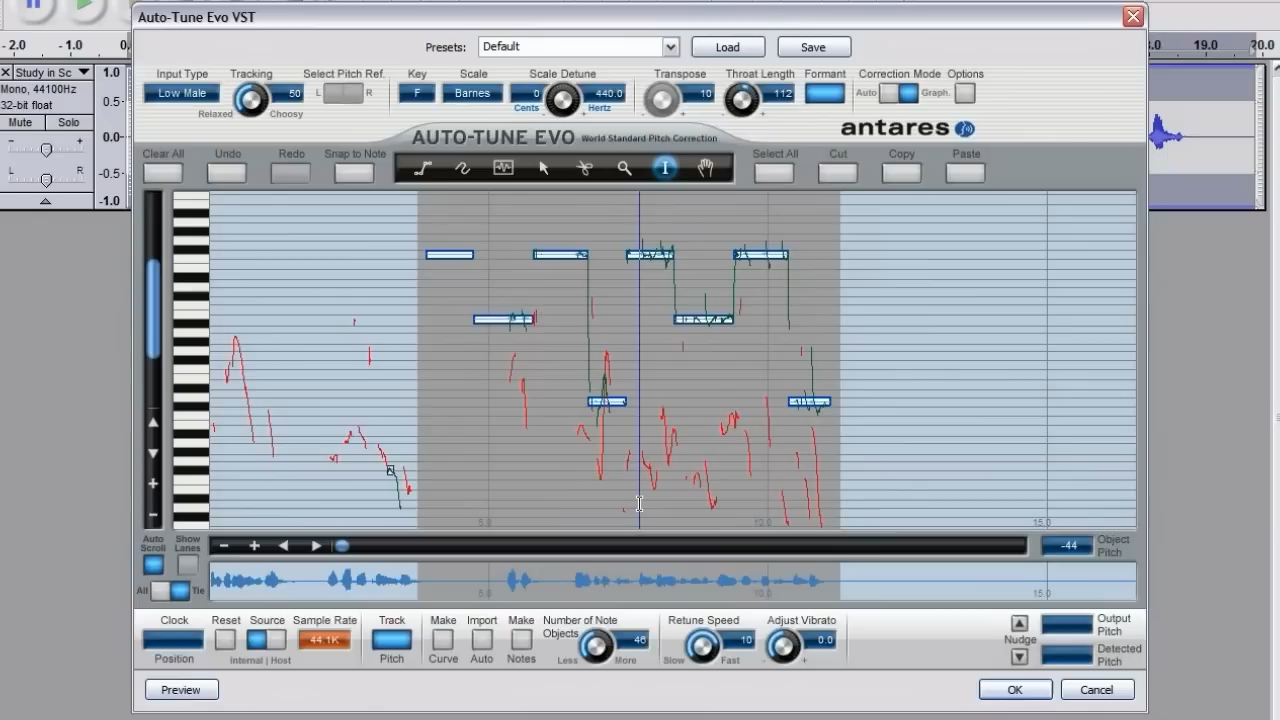 Auto-Tune Evo VST
- 2.0 - 1.0 0.
19.0 20.0
Presets: Default Load Save
Study in Sc 1.0
Mono, 44100Hz
32-bit float 0.5-
Mute Solo
- + 0.0-
L R -0.5-
-1.0
Input Type Tracking Select Pitch Ref. Key Scale Scale Detune Transpose Throat Length Formant Correction Mode Options
Low Male 50 L R F Barnes 0 440.0 10 112 Auto Graph.
Relaxed Choosy Cents - + Hertz - + - +
AUTO-TUNE EVO World Standard Pitch Correction
antares
Clear All Undo Redo Snap to Note I Select All Cut Copy Paste
+
-
5.0 10.0 15.0
Auto Scroll Show Lanes - + -44 Object Pitch
All Tie
5.0 10.0 15.0
Clock Reset Source Sample Rate Track Make Import Make Number of Note Objects Retune Speed Adjust Vibrato Output Pitch
44.1K 46 10 0.0 Nudge
Position Internal | Host Pitch Curve Auto Notes Less More Slow Fast - + Detected Pitch
Preview OK Cancel